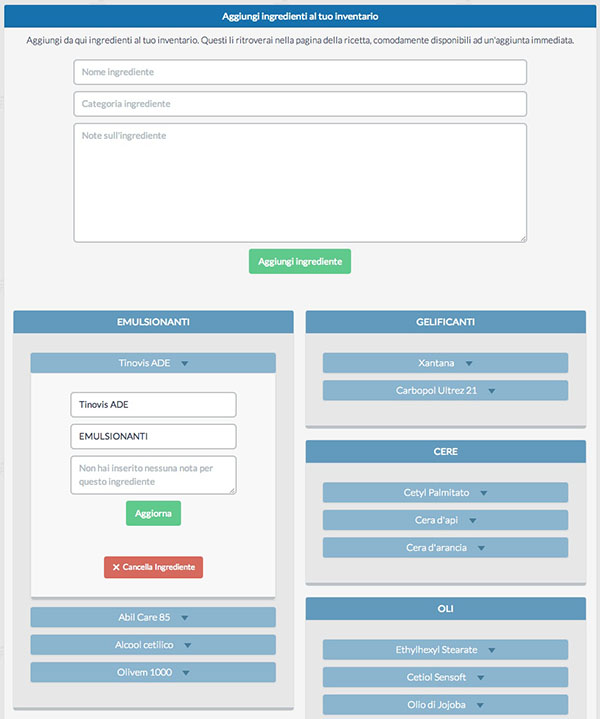 Aggiungi ingredienti al tuo inventario
Aggiungi da qui ingredienti al tuo inventario. Questi li ritroverai nella pagina della ricetta, comodamente disponibili ad un'aggiunta immediata.
Nome ingrediente
Categoria ingrediente
Note sull'ingrediente
Aggiungi ingrediente
EMULSIONANTI
Tinovis ADE
Tinovis ADE
EMULSIONANTI
Non hai inserito nessuna nota per
questo ingrediente
Aggiorna
Cancella Ingrediente
Abil Care 85
Alcool cetilico
Olivem 1000
GELIFICANTI
Xantana
Carbopol Ultrez 21
CERE
Cetyl Palmitato
Cera d'api
Cera d'arancia
OLI
Ethylhexyl Stearate
Cetiol Sensoft
Olio di Jojoba